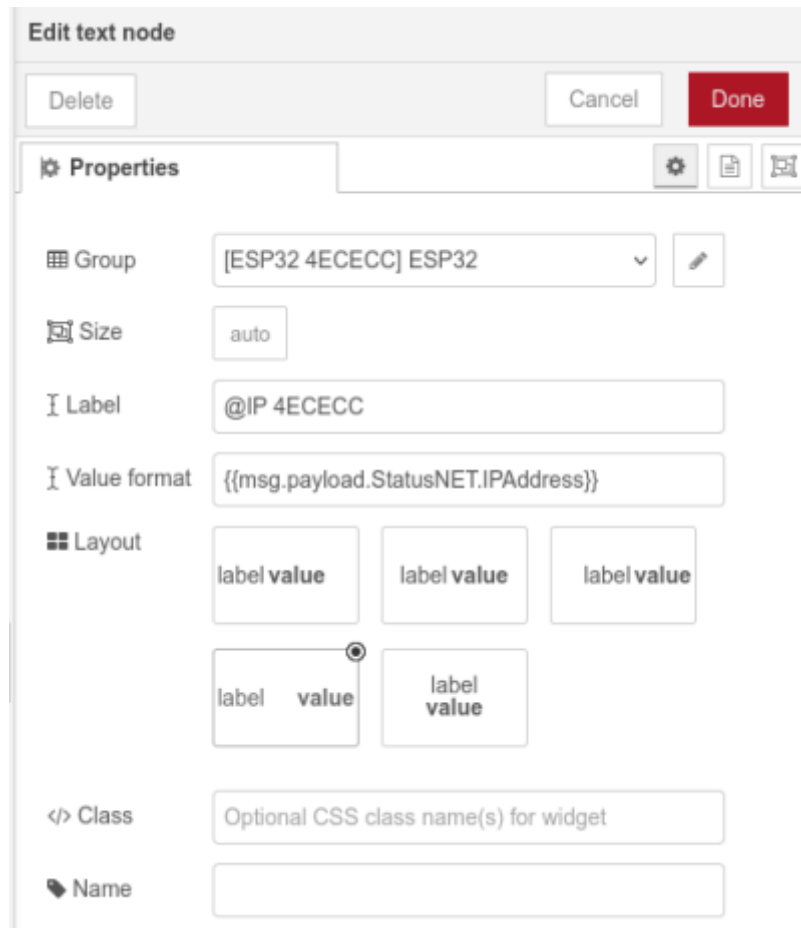 Edit text node
Delete Cancel Done
Properties
Group [ESP32 4ECECC] ESP32
Size auto
Label @IP 4ECECC
Value format {{msg.payload.StatusNET.IPAddress}}
Layout label value label value label value
label value label
value
</> Class Optional CSS class name(s) for widget
Name